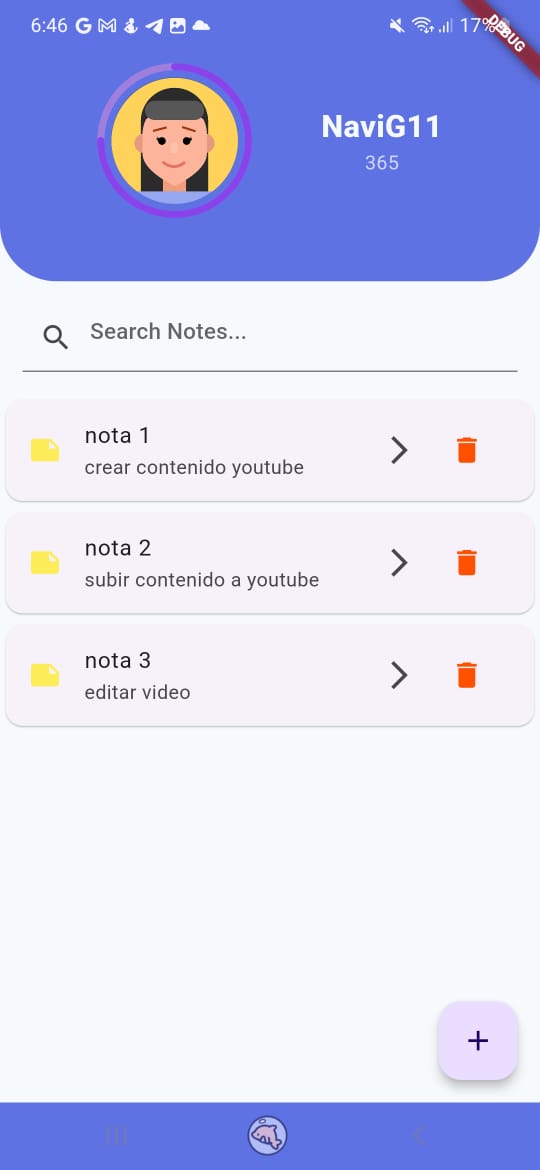 6:46 17%
DEBUG
NaviG11
365
Search Notes...
nota 1
crear contenido youtube
nota 2
subir contenido a youtube
nota 3
editar video